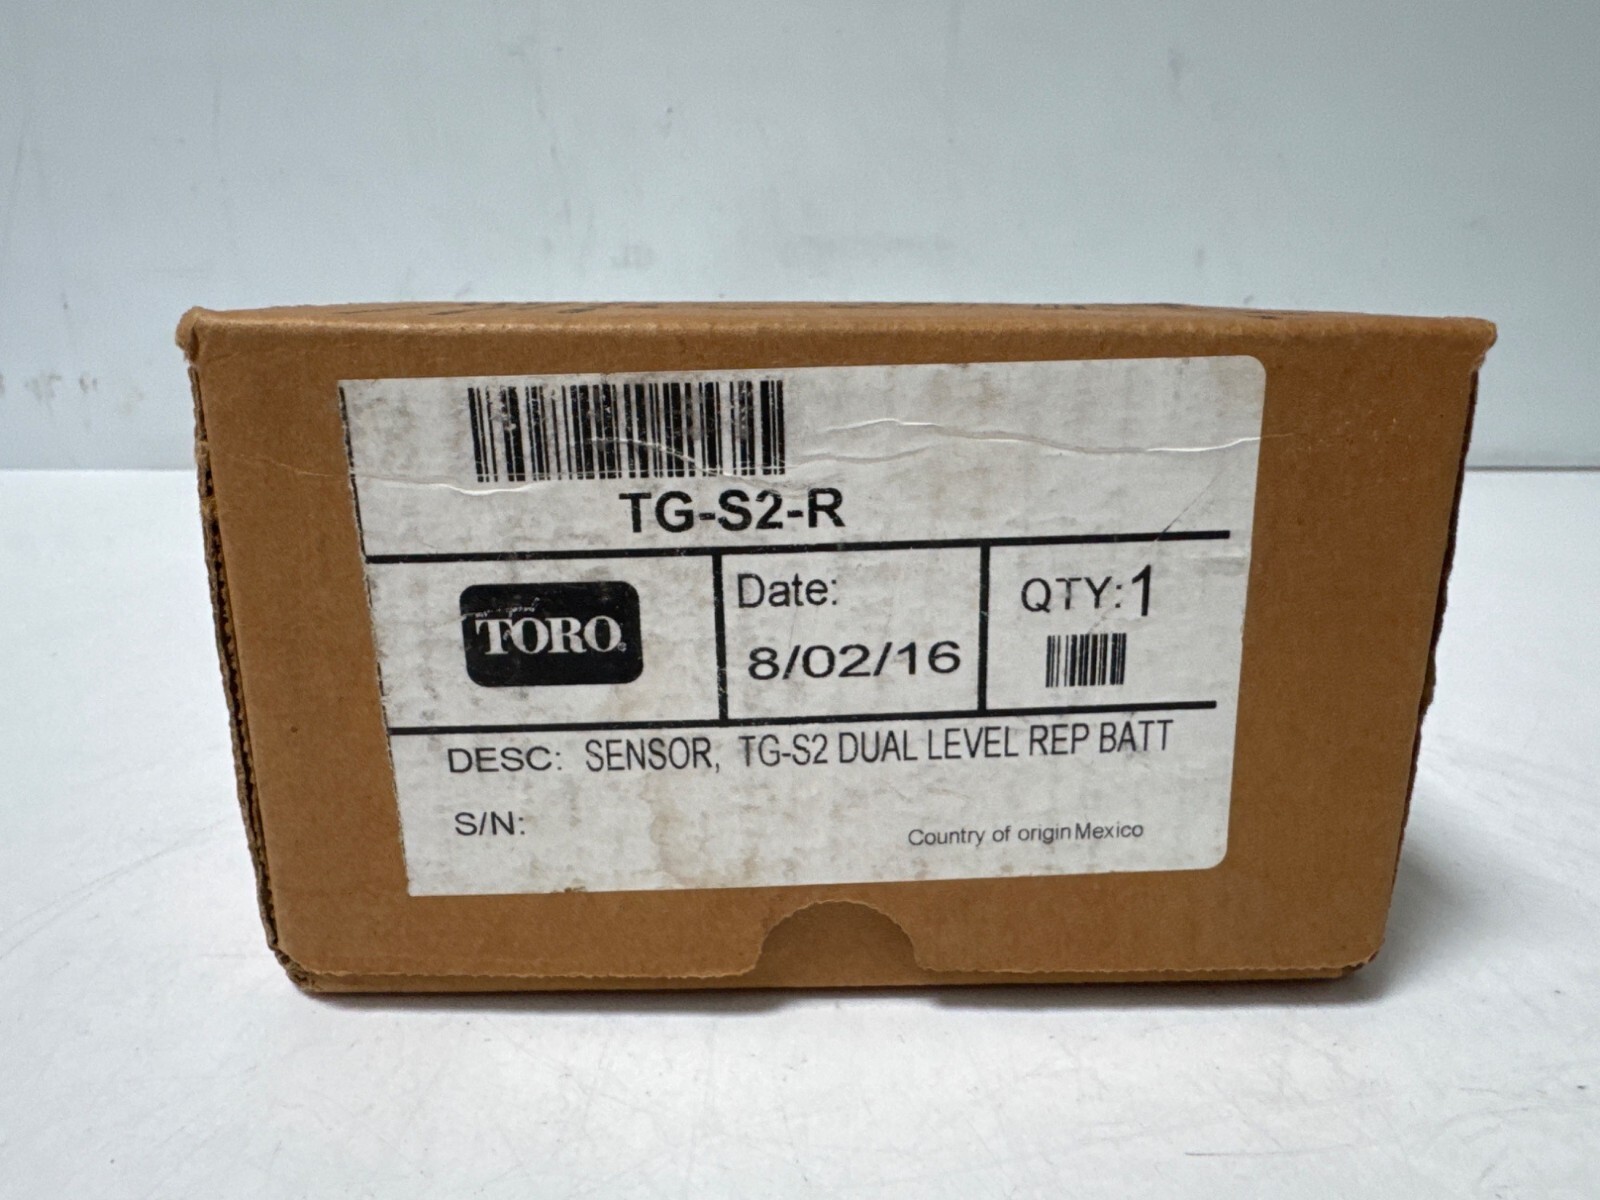 TG-S2-R
TORO
Date:
8/02/16
QTY: 1
DESC: SENSOR, TG-S2 DUAL LEVEL REP BATT
S/N:
Country of origin Mexico